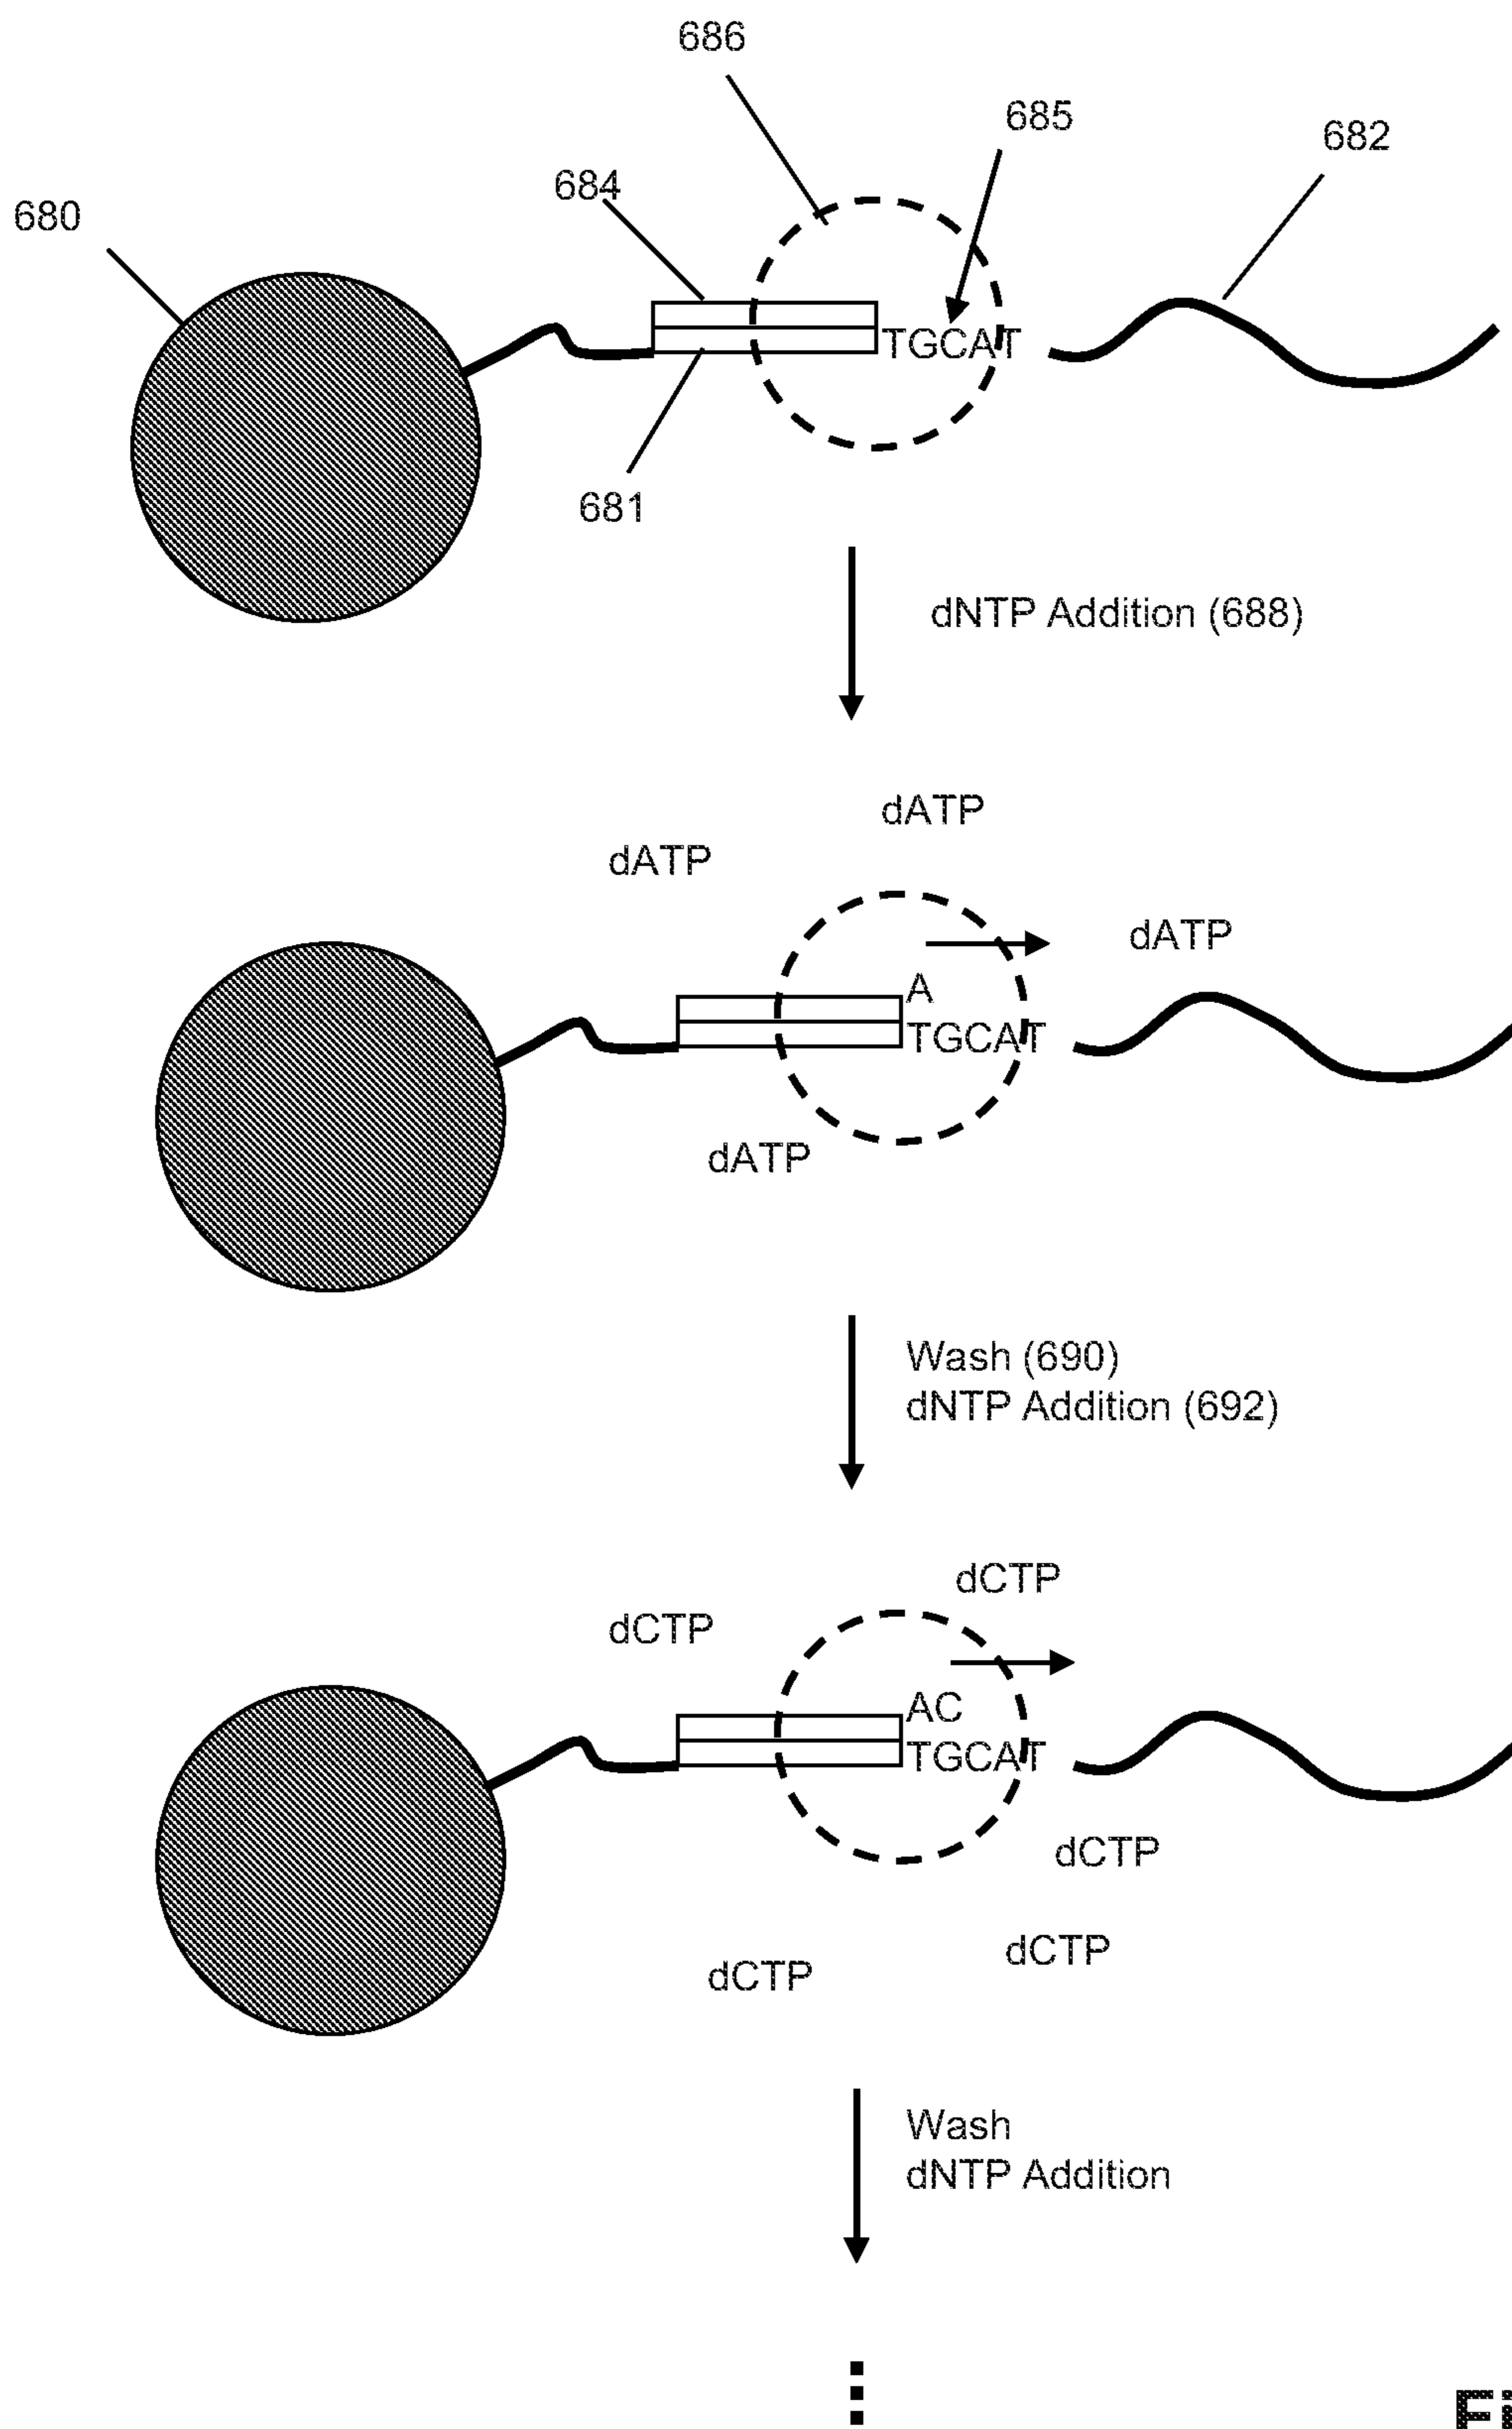 686
685
682
684
680
TGCAT
681
dNTP Addition (688)
dATP
dATP
dATP
A
TGCAT
dATP
Wash (690)
dNTP Addition (692)
dCTP
dCTP
AC
TGCAT
dCTP
dCTP
dCTP
Wash
dNTP Addition